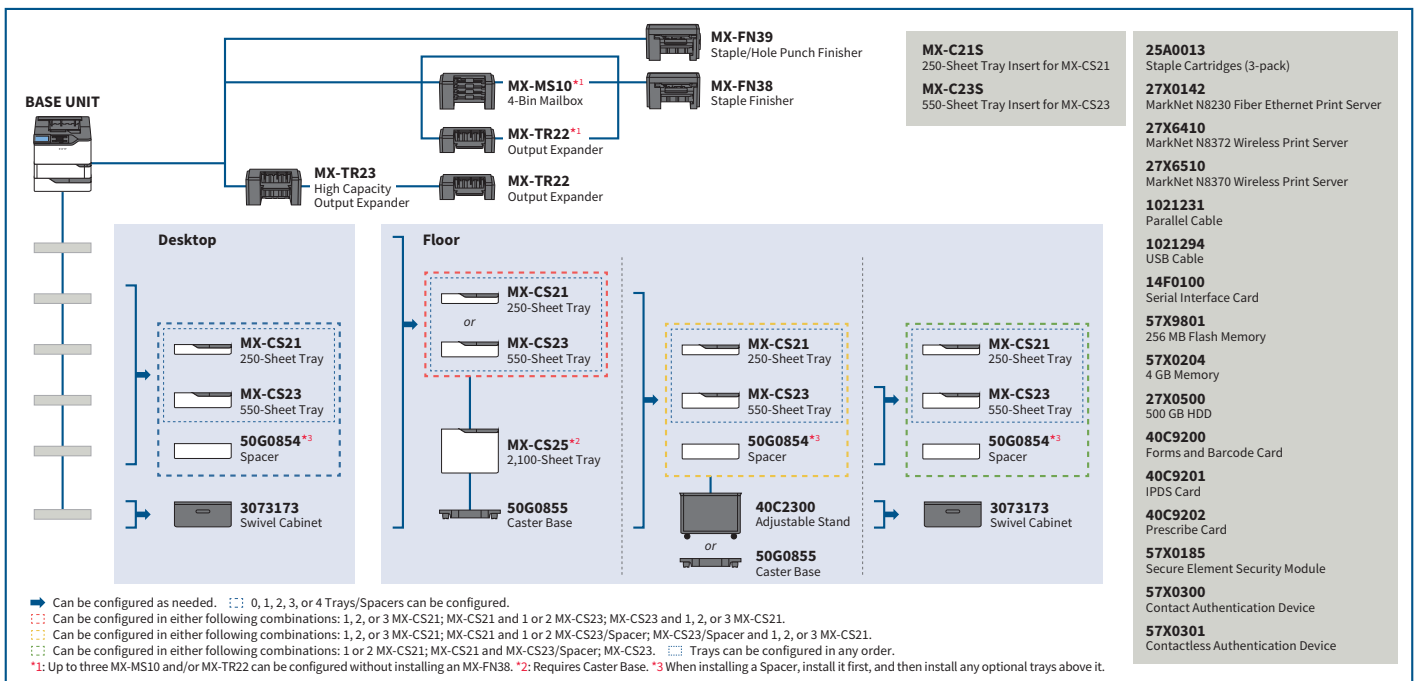 MX-FN39
Staple/Hole Punch Finisher
MX-MS10*1
4-Bin Mailbox
MX-FN38
Staple Finisher
BASE UNIT
MX-TR22*1
Output Expander
MX-TR23
High Capacity
Output Expander
MX-TR22
Output Expander
MX-C21S
250-Sheet Tray Insert for MX-CS21
MX-C23S
550-Sheet Tray Insert for MX-CS23
25A0013
Staple Cartridges (3-pack)
27X0142
MarkNet N8230 Fiber Ethernet Print Server
27X6410
MarkNet N8372 Wireless Print Server
27X6510
MarkNet N8370 Wireless Print Server
1021231
Parallel Cable
1021294
USB Cable
14F0100
Serial Interface Card
57X9801
256 MB Flash Memory
57X0204
4 GB Memory
27X0500
500 GB HDD
40C9200
Forms and Barcode Card
40C9201
IPDS Card
40C9202
Prescribe Card
57X0185
Secure Element Security Module
57X0300
Contact Authentication Device
57X0301
Contactless Authentication Device
Desktop
MX-CS21
250-Sheet Tray
MX-CS23
550-Sheet Tray
50G0854*3
Spacer
3073173
Swivel Cabinet
Floor
MX-CS21
250-Sheet Tray
or
MX-CS23
550-Sheet Tray
MX-CS25*2
2,100-Sheet Tray
50G0855
Caster Base
MX-CS21
250-Sheet Tray
MX-CS23
550-Sheet Tray
50G0854*3
Spacer
40C2300
Adjustable Stand
or
50G0855
Caster Base
MX-CS21
250-Sheet Tray
MX-CS23
550-Sheet Tray
50G0854*3
Spacer
3073173
Swivel Cabinet
Can be configured as needed. 0, 1, 2, 3, or 4 Trays/Spacers can be configured.
Can be configured in either following combinations: 1, 2, or 3 MX-CS21; MX-CS21 and 1 or 2 MX-CS23; MX-CS23 and 1, 2, or 3 MX-CS21.
Can be configured in either following combinations: 1, 2, or 3 MX-CS21; MX-CS21 and 1 or 2 MX-CS23/Spacer; MX-CS23/Spacer and 1, 2, or 3 MX-CS21.
Can be configured in either following combinations: 1 or 2 MX-CS21; MX-CS21 and MX-CS23/Spacer; MX-CS23. Trays can be configured in any order.
*1: Up to three MX-MS10 and/or MX-TR22 can be configured without installing an MX-FN38. *2: Requires Caster Base. *3 When installing a Spacer, install it first, and then install any optional trays above it.